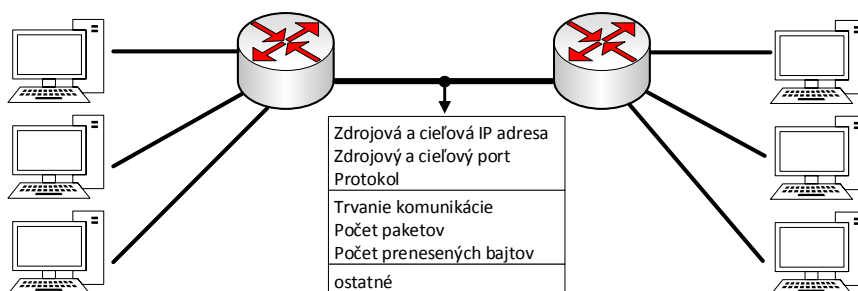 Zdrojová a cieľová IP adresa
Zdrojový a cieľový port
Protokol
Trvanie komunikácie
Počet paketov
Počet prenesených bajtov
ostatné